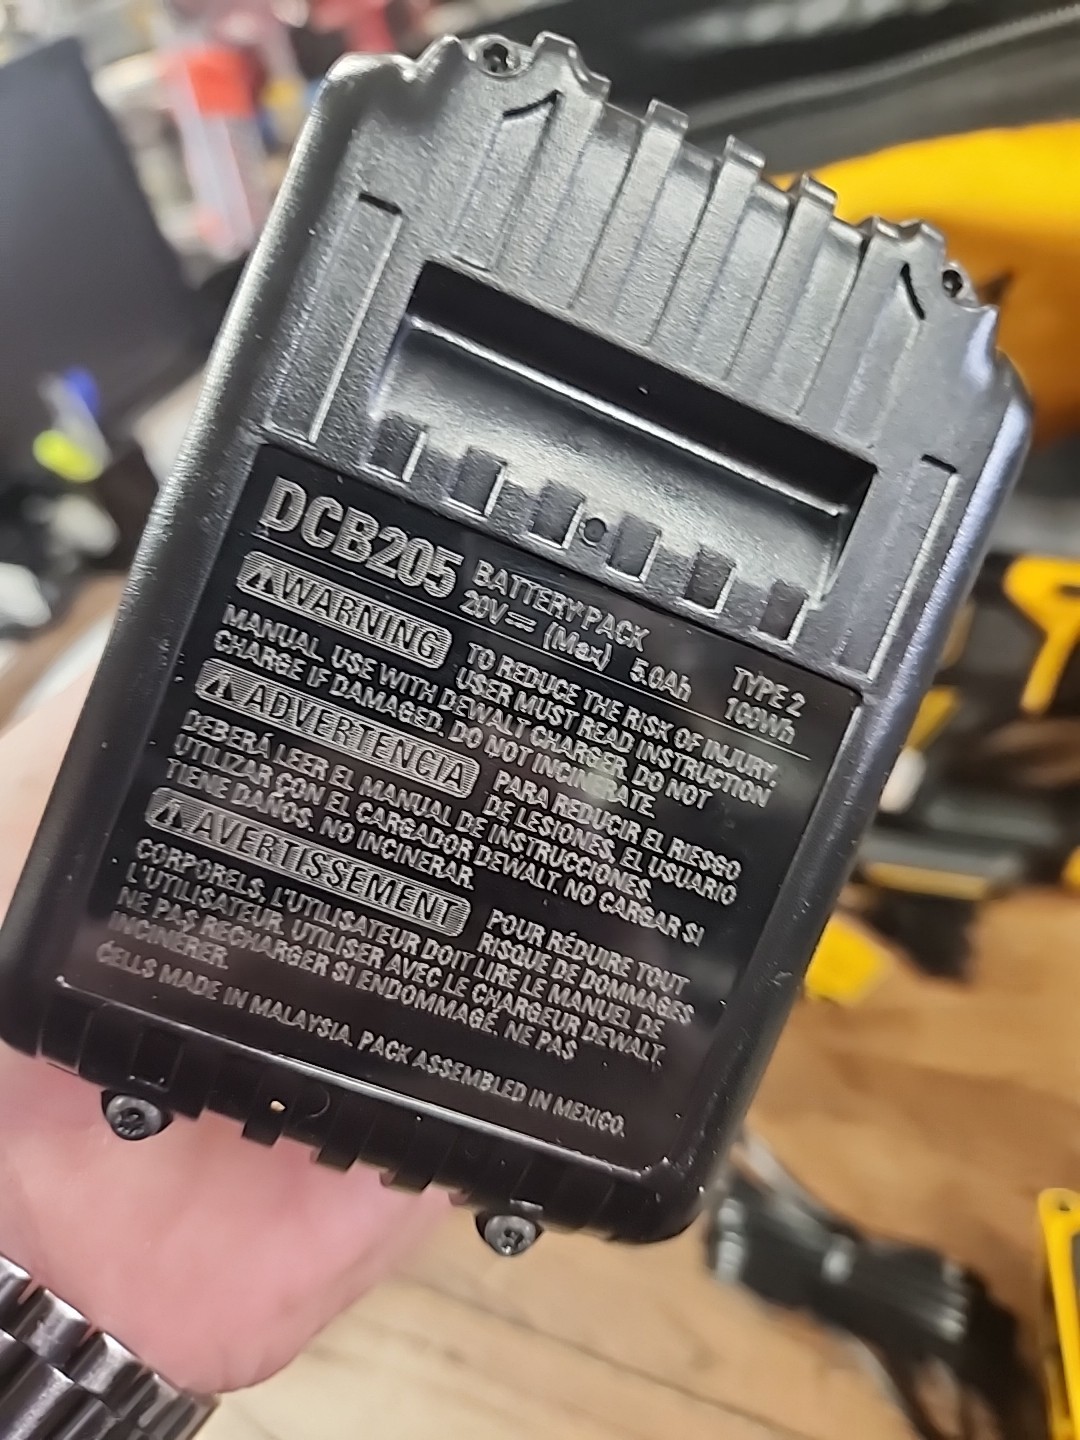 DCB205 BATTERY PACK TYPE 2
20V⎓ (Max) 5.0Ah 100Wh
⚠WARNING TO REDUCE THE RISK OF INJURY,
USER MUST READ INSTRUCTION
MANUAL. USE WITH DEWALT CHARGER. DO NOT
CHARGE IF DAMAGED. DO NOT INCINERATE.
⚠ADVERTENCIA PARA REDUCIR EL RIESGO
DE LESIONES, EL USUARIO
DEBERÁ LEER EL MANUAL DE INSTRUCCIONES.
UTILIZAR CON EL CARGADOR DEWALT. NO CARGAR SI
TIENE DAÑOS. NO INCINERAR.
⚠AVERTISSEMENT POUR RÉDUIRE TOUT
RISQUE DE DOMMAGES
CORPORELS, L'UTILISATEUR DOIT LIRE LE MANUEL DE
L'UTILISATEUR. UTILISER AVEC LE CHARGEUR DEWALT.
NE PAS RECHARGER SI ENDOMMAGÉ. NE PAS
INCINÉRER.
CELLS MADE IN MALAYSIA. PACK ASSEMBLED IN MEXICO.